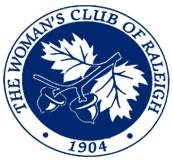 THE WOMAN'S CLUB OF RALEIGH
· 1904 ·